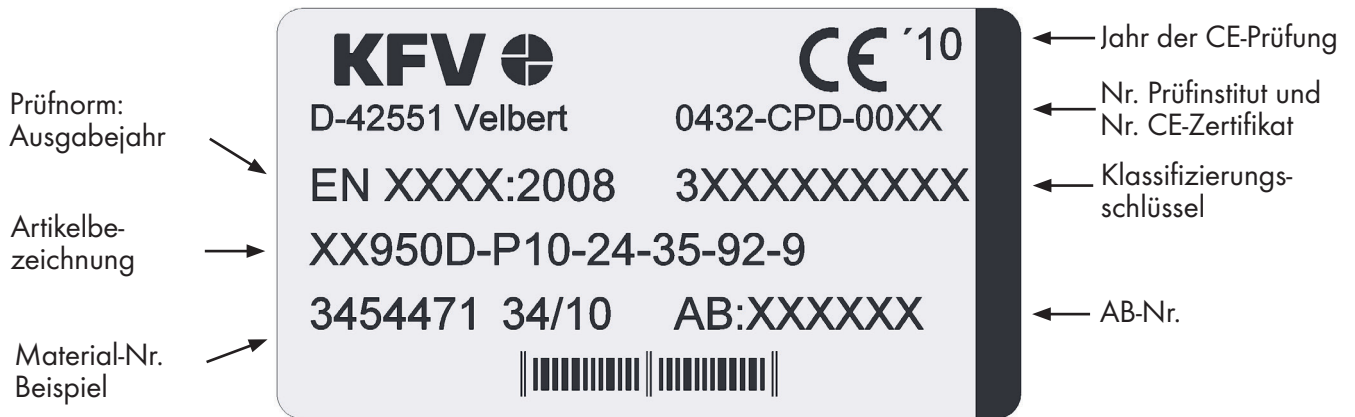 Prüfnorm:
Ausgabejahr
Artikelbe-
zeichnung
Material-Nr.
Beispiel
KFV
CE ´10
D-42551 Velbert 0432-CPD-00XX
EN XXXX:2008 3XXXXXXXXX
XX950D-P10-24-35-92-9
3454471 34/10 AB:XXXXXX
Jahr der CE-Prüfung
Nr. Prüfinstitut und
Nr. CE-Zertifikat
Klassifizierungs-
schlüssel
AB-Nr.